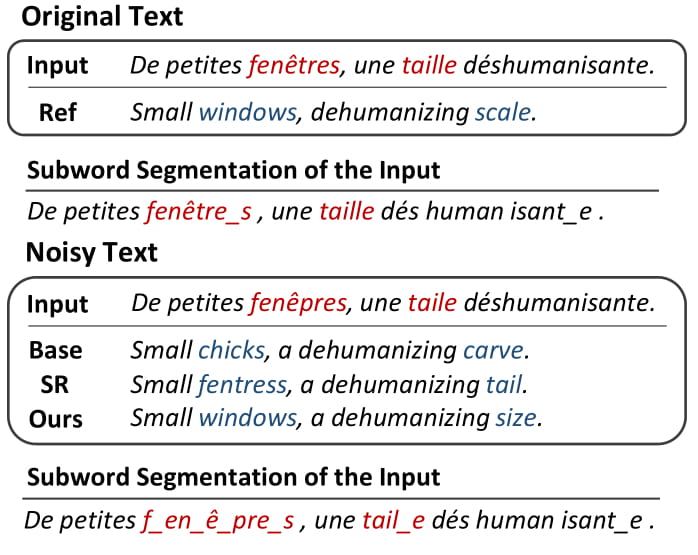 Original Text
Input De petites fenêtres, une taille déshumanisante.
Ref Small windows, dehumanizing scale.
Subword Segmentation of the Input
De petites fenêtre_s , une taille dés human isant_e .
Noisy Text
Input De petites fenêpres, une taile déshumanisante.
Base Small chicks, a dehumanizing carve.
SR Small fentress, a dehumanizing tail.
Ours Small windows, a dehumanizing size.
Subword Segmentation of the Input
De petites f_en_ê_pre_s , une tail_e dés human isant_e .